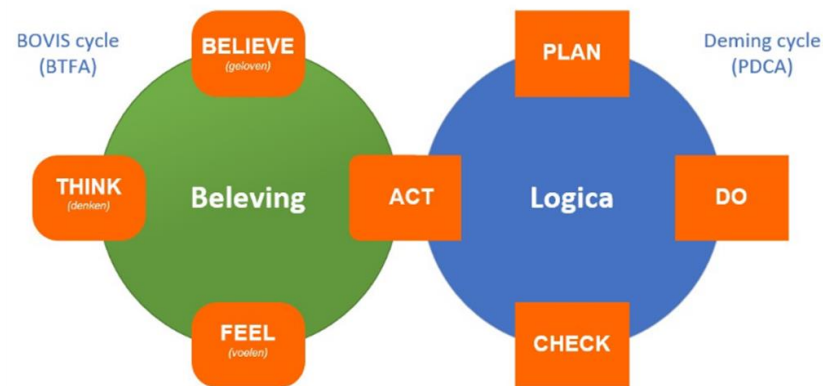 BOVIS cycle
(BTFA)
BELIEVE
(geloven)
PLAN
Deming cycle
(PDCA)
THINK
(denken)
Beleving
ACT
Logica
DO
FEEL
(voelen)
CHECK